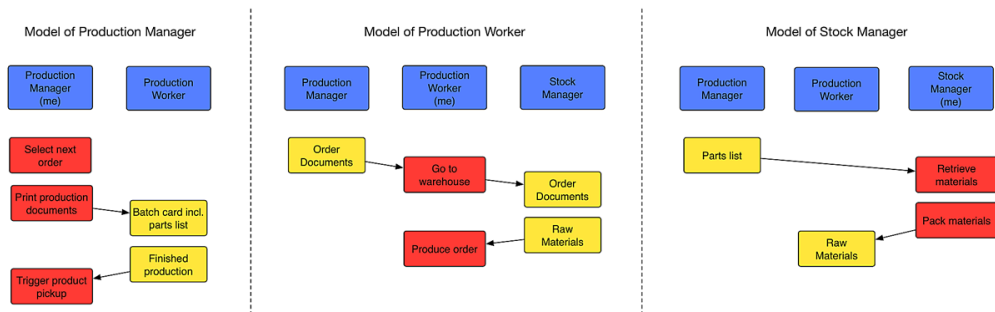 Model of Production Manager
Production
Manager
(me)
Production
Worker
Select next
order
Print production
documents
Batch card incl.
parts list
Finished
production
Trigger product
pickup
Model of Production Worker
Production
Manager
Production
Worker
(me)
Stock
Manager
Order
Documents
Go to
warehouse
Order
Documents
Raw
Materials
Produce order
Model of Stock Manager
Production
Manager
Production
Worker
Stock
Manager
(me)
Parts list
Retrieve
materials
Pack materials
Raw
Materials